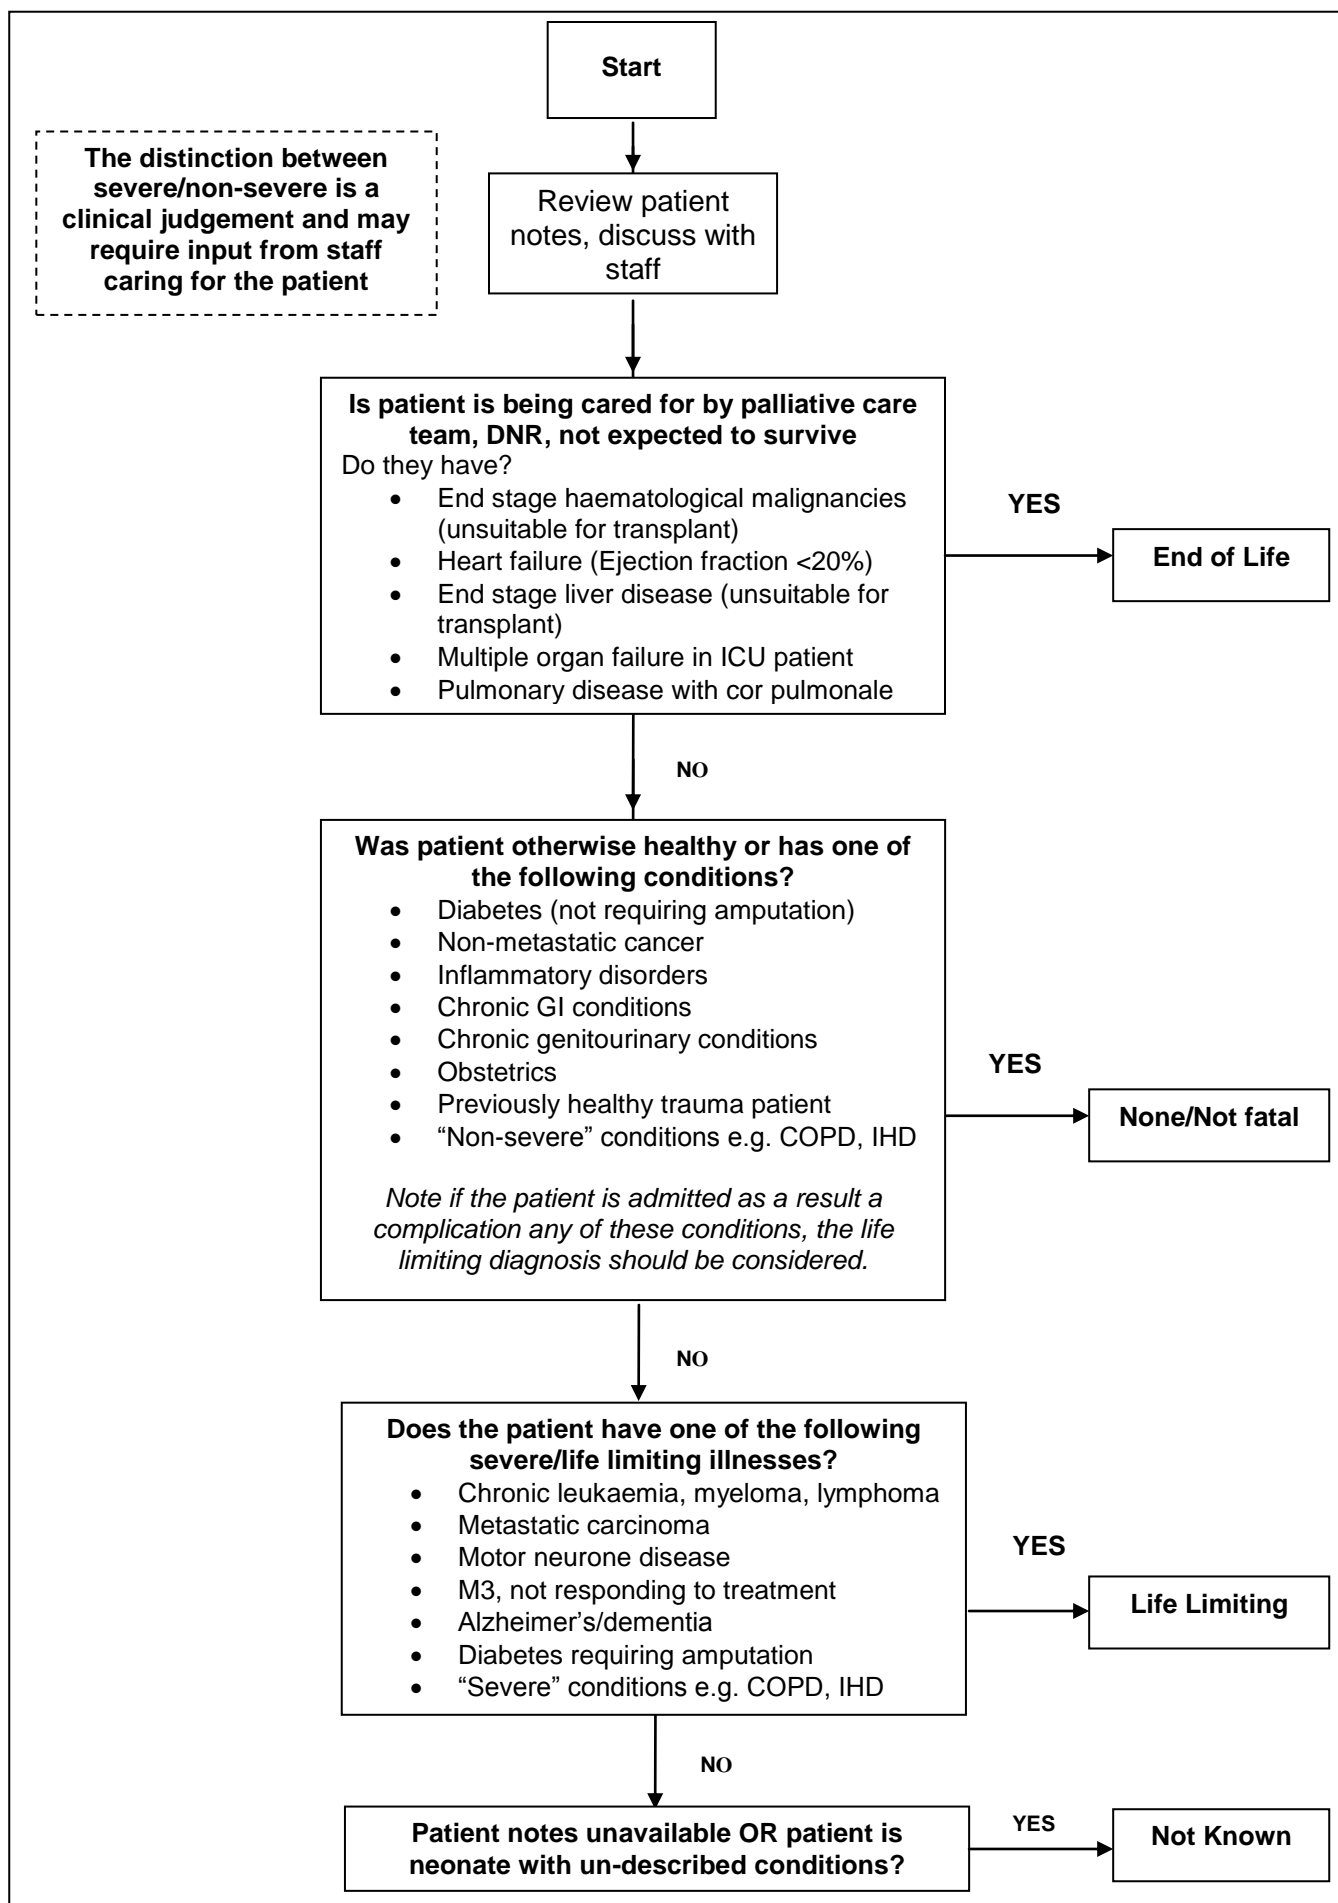 Start
The distinction between
severe/non-severe is a
clinical judgement and may
require input from staff
caring for the patient
Review patient
notes, discuss with
staff
Is patient is being cared for by palliative care
team, DNR, not expected to survive
Do they have?
• End stage haematological malignancies
(unsuitable for transplant)
• Heart failure (Ejection fraction <20%)
• End stage liver disease (unsuitable for
transplant)
• Multiple organ failure in ICU patient
• Pulmonary disease with cor pulmonale
YES
End of Life
NO
Was patient otherwise healthy or has one of
the following conditions?
• Diabetes (not requiring amputation)
• Non-metastatic cancer
• Inflammatory disorders
• Chronic GI conditions
• Chronic genitourinary conditions
• Obstetrics
• Previously healthy trauma patient
• “Non-severe” conditions e.g. COPD, IHD
Note if the patient is admitted as a result a
complication any of these conditions, the life
limiting diagnosis should be considered.
YES
None/Not fatal
NO
Does the patient have one of the following
severe/life limiting illnesses?
• Chronic leukaemia, myeloma, lymphoma
• Metastatic carcinoma
• Motor neurone disease
• M3, not responding to treatment
• Alzheimer’s/dementia
• Diabetes requiring amputation
• “Severe” conditions e.g. COPD, IHD
YES
Life Limiting
NO
Patient notes unavailable OR patient is
neonate with un-described conditions?
YES
Not Known